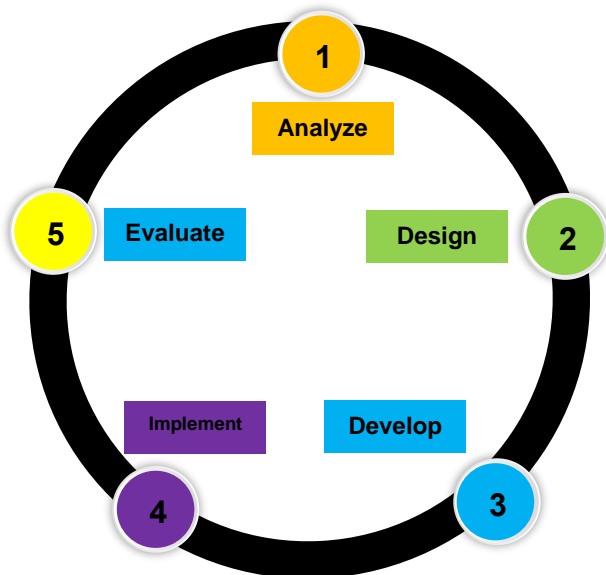 1
Analyze
2
Design
3
Develop
4
Implement
5
Evaluate